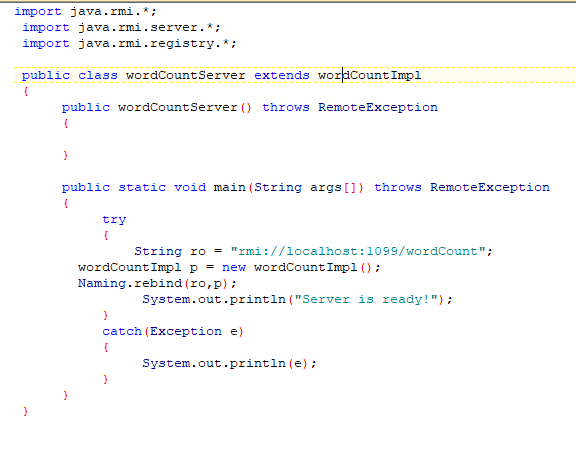 import java.rmi.*;
import java.rmi.server.*;
import java.rmi.registry.*;
public class wordCountServer extends wordCountImpl
{
public wordCountServer() throws RemoteException
{
}
public static void main(String args[]) throws RemoteException
{
try
{
String ro = "rmi://localhost:1099/wordCount";
wordCountImpl p = new wordCountImpl();
Naming.rebind(ro,p);
System.out.println("Server is ready!");
}
catch(Exception e)
{
System.out.println(e);
}
}
}